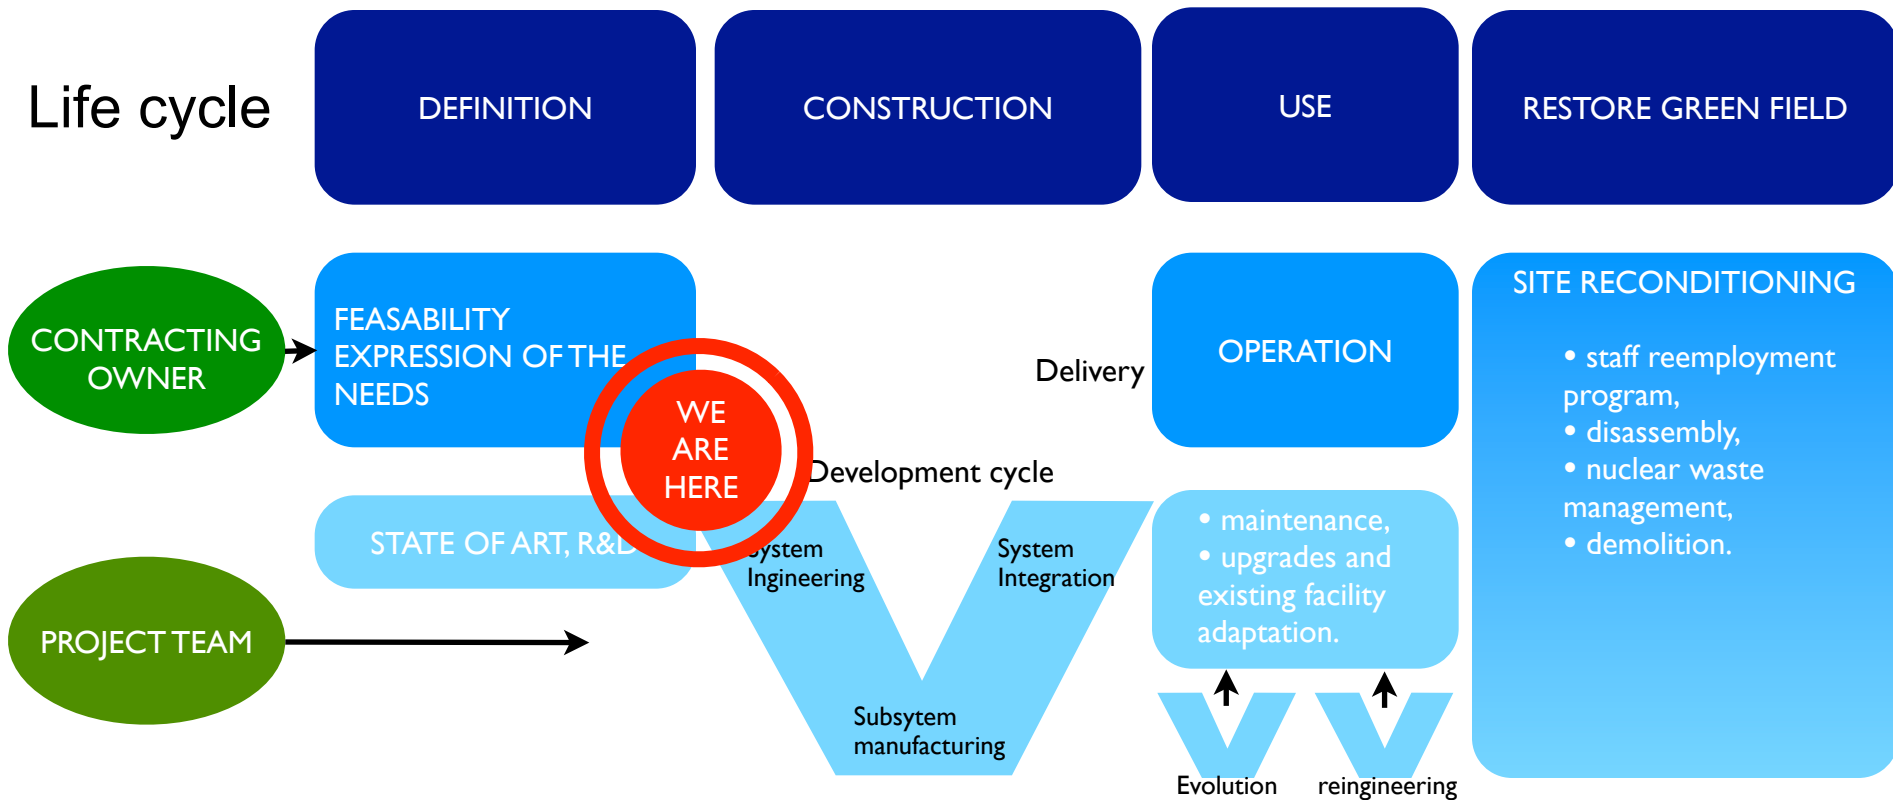 Life cycle
DEFINITION
CONSTRUCTION
USE
RESTORE GREEN FIELD
CONTRACTING
OWNER
FEASABILITY
EXPRESSION OF THE
NEEDS
WE
ARE
HERE
Delivery
OPERATION
SITE RECONDITIONING
• staff reemployment
program,
• disassembly,
• nuclear waste
management,
• demolition.
Development cycle
STATE OF ART, R&D
System
Ingineering
System
Integration
• maintenance,
• upgrades and
existing facility
adaptation.
PROJECT TEAM
Subsytem
manufacturing
Evolution
reingineering